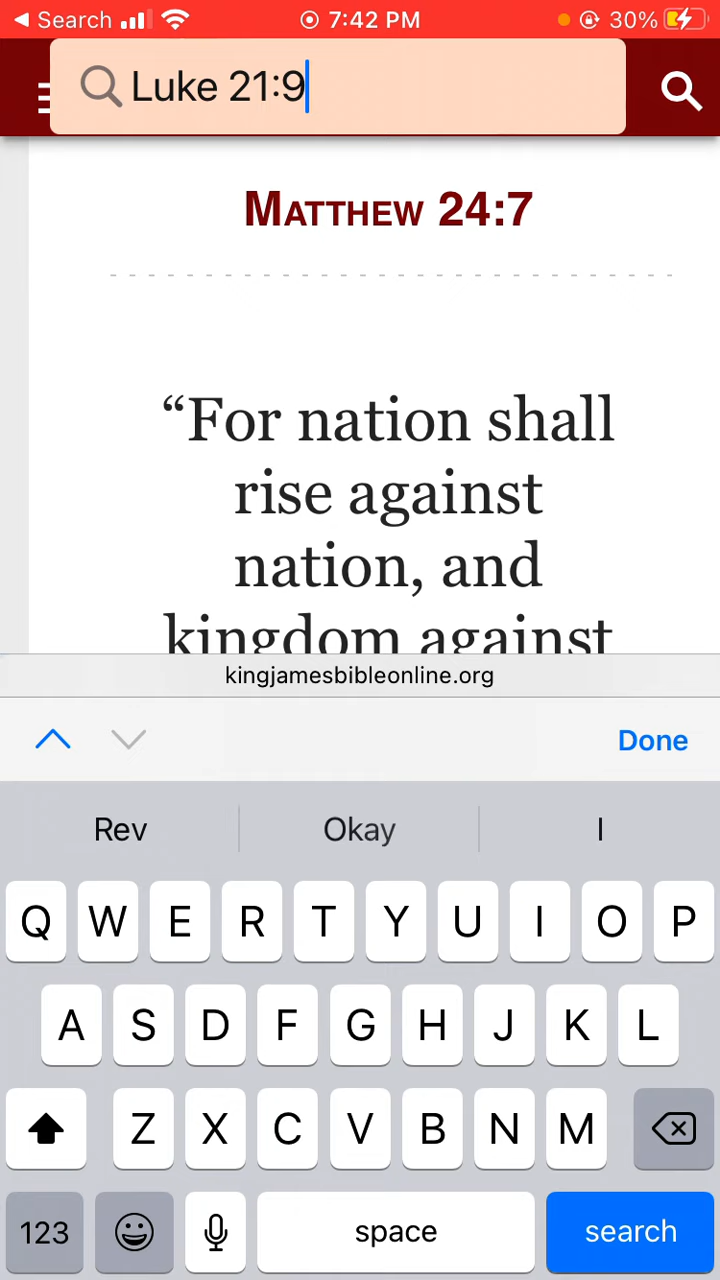 Search 7:42 PM 30%
Luke 21:9
Matthew 24:7
“For nation shall
rise against
nation, and
kingdom against
kingjamesbibleonline.org
Done
Rev Okay I
Q W E R T Y U I O P
A S D F G H J K L
Z X C V B N M
123 space search